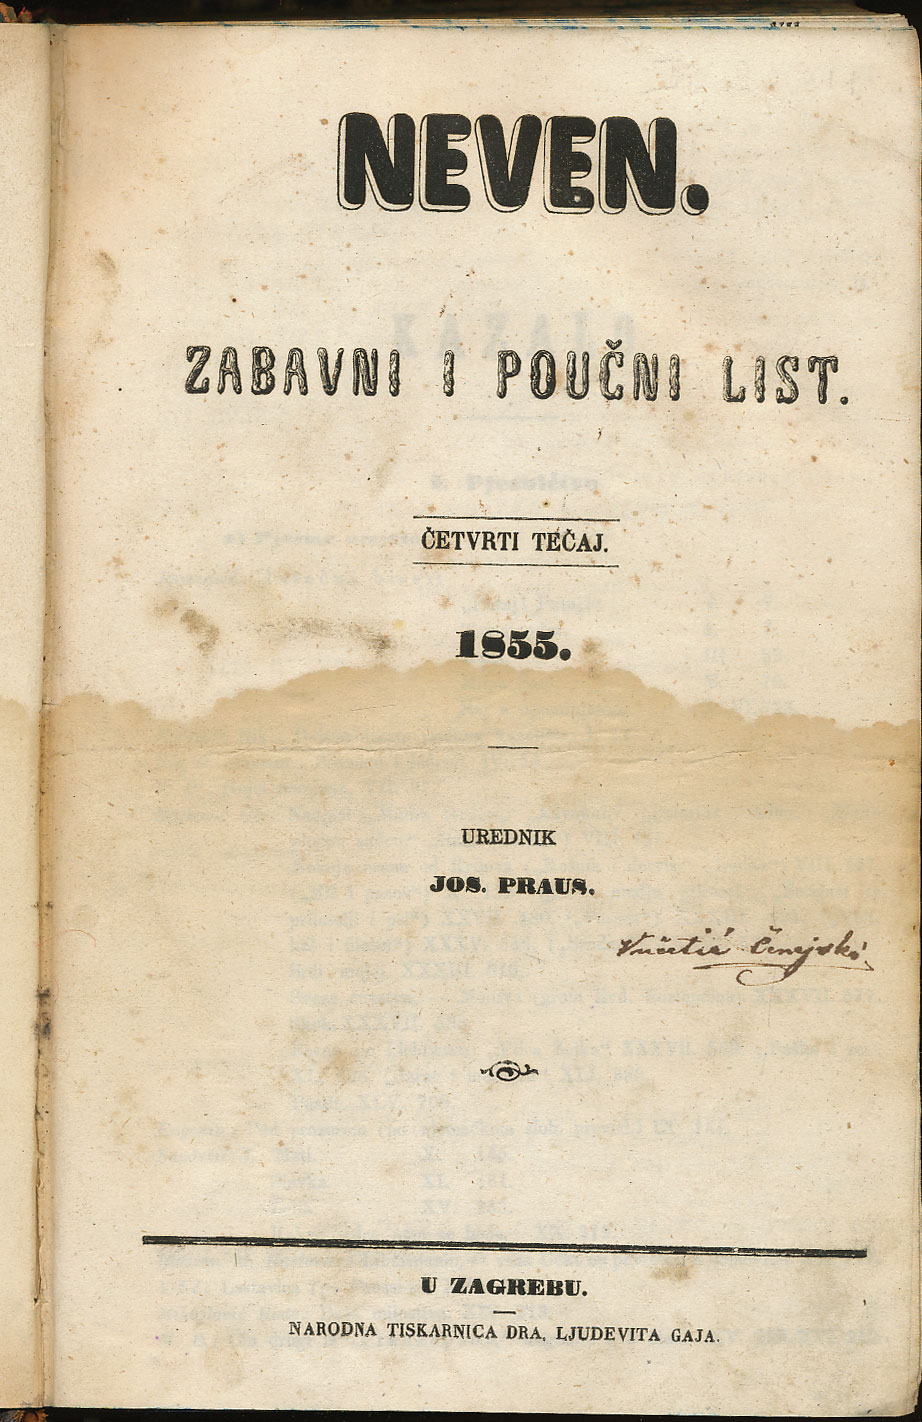 NEVEN.
ZABAVNI I POUČNI LIST.
ČETVRTI TEČAJ.
1855.
UREDNIK
JOS. PRAUS.
U ZAGREBU.
NARODNA TISKARNICA DRA. LJUDEVITA GAJA.